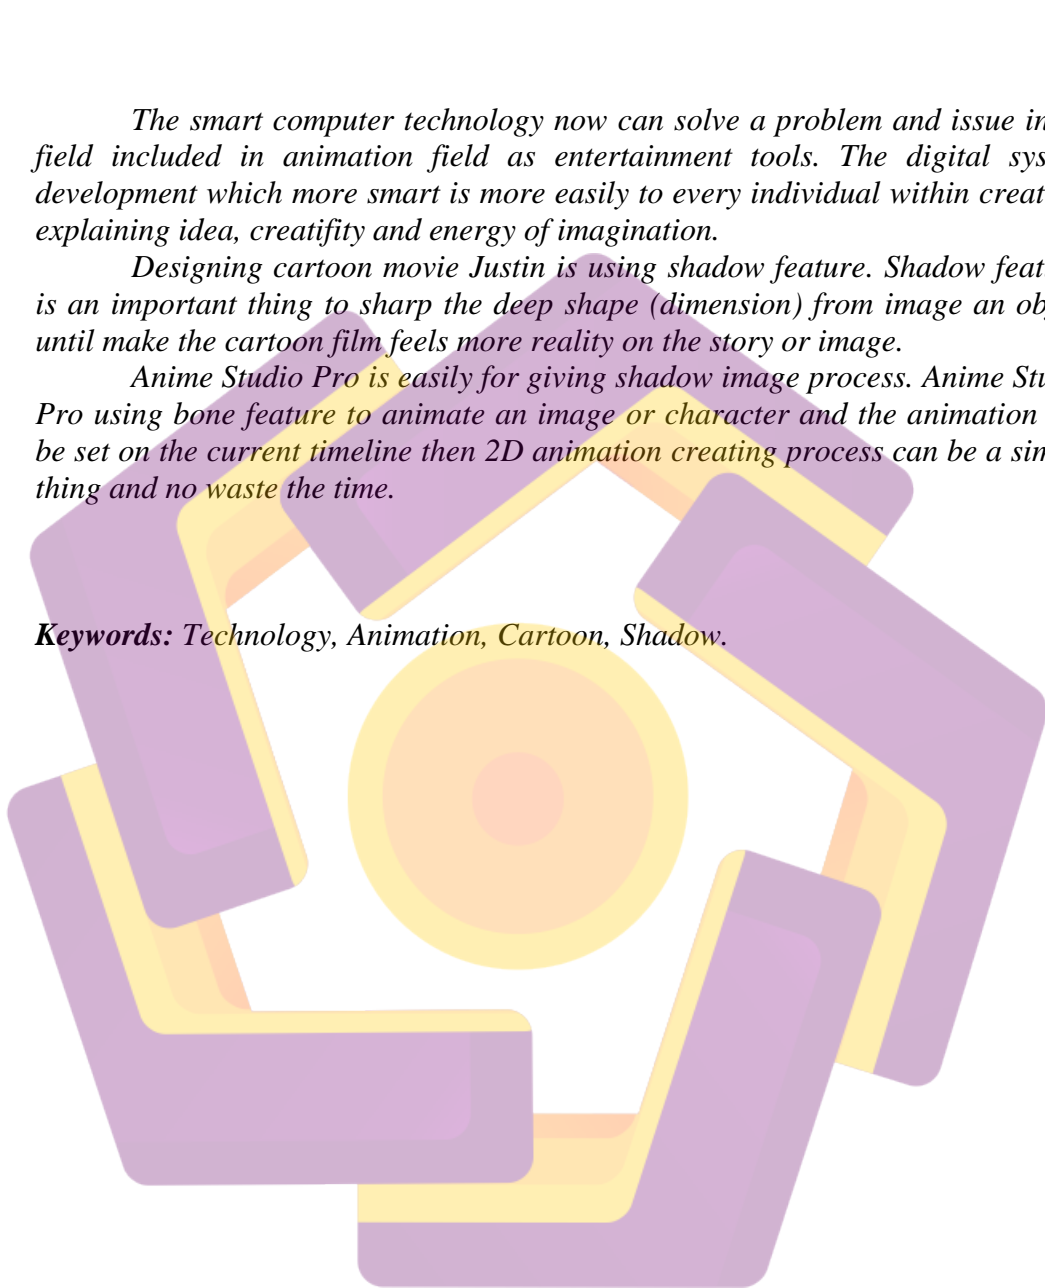 The smart computer technology now can solve a problem and issue in
field included in animation field as entertainment tools. The digital sys
development which more smart is more easily to every individual within creat
explaining idea, creatifity and energy of imagination.
Designing cartoon movie Justin is using shadow feature. Shadow feat
is an important thing to sharp the deep shape (dimension) from image an obj
until make the cartoon film feels more reality on the story or image.
Anime Studio Pro is easily for giving shadow image process. Anime Stu
Pro using bone feature to animate an image or character and the animation
be set on the current timeline then 2D animation creating process can be a sim
thing and no waste the time.
Keywords: Technology, Animation, Cartoon, Shadow.